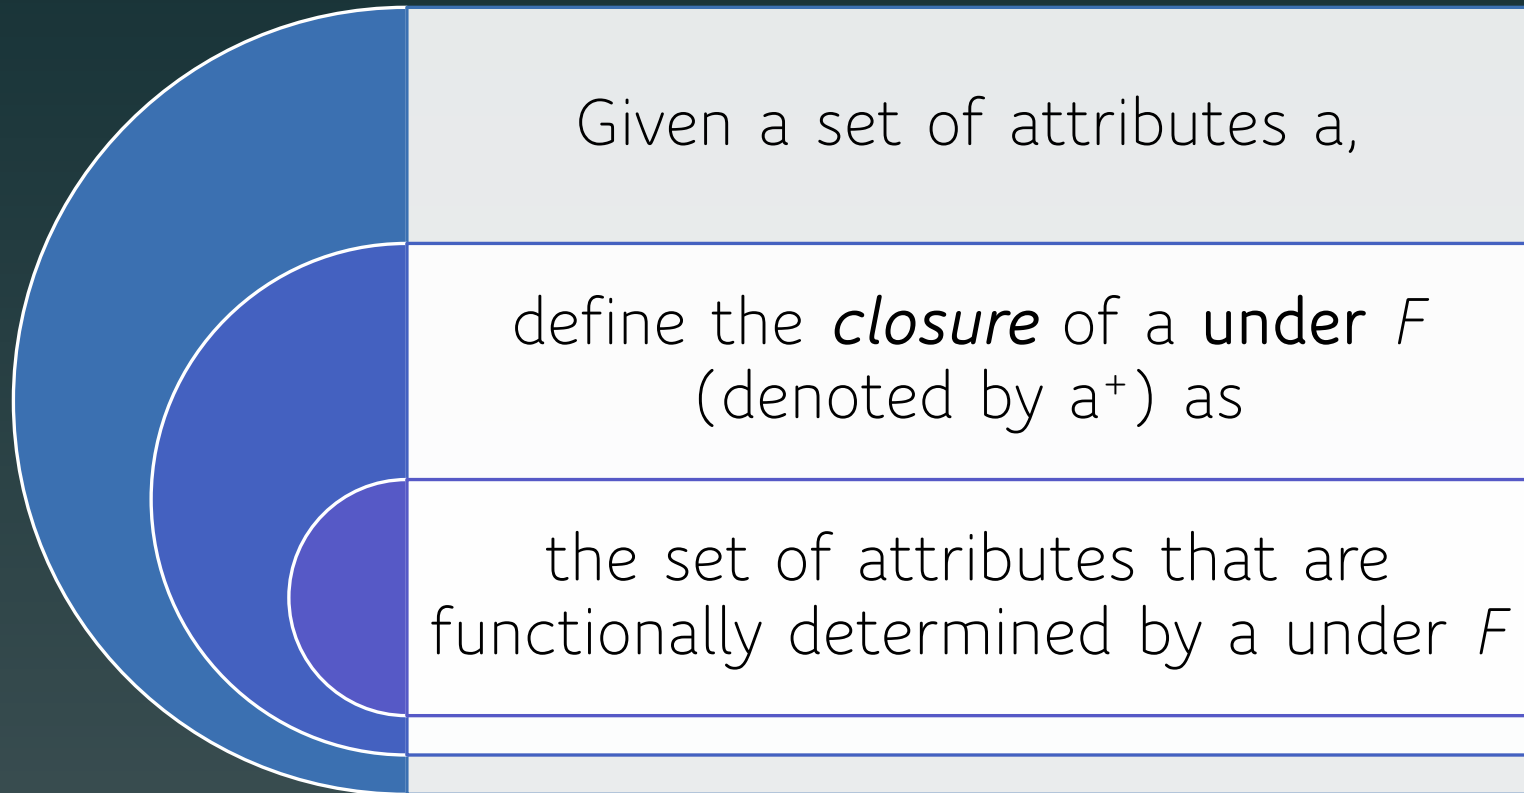 Given a set of attributes a,
define the closure of a under F
(denoted by a⁺) as
the set of attributes that are
functionally determined by a under F